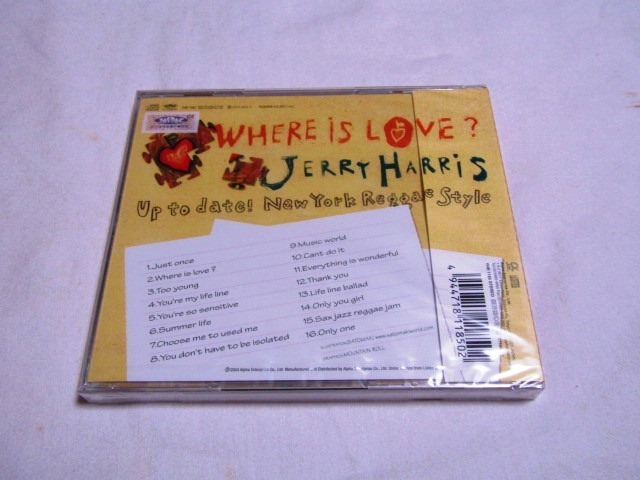 WHERE iS LOVE?
JERRY HARRiS
Up to date! New York Reggae Style
1.Just once
2.Where is love ?
3.Too young
4.You're my life line
5.You're so sensitive
6.Summer life
7.Choose me to used me
8.You don't have to be isolated
9.Music world
10.Cant do it
11.Everything is wonderful
12.Thank you
13.Life line ballad
14.Only you girl
15.Sax jazz reggae jam
16.Only one
MOUNTAIN ROLL
4944718118502